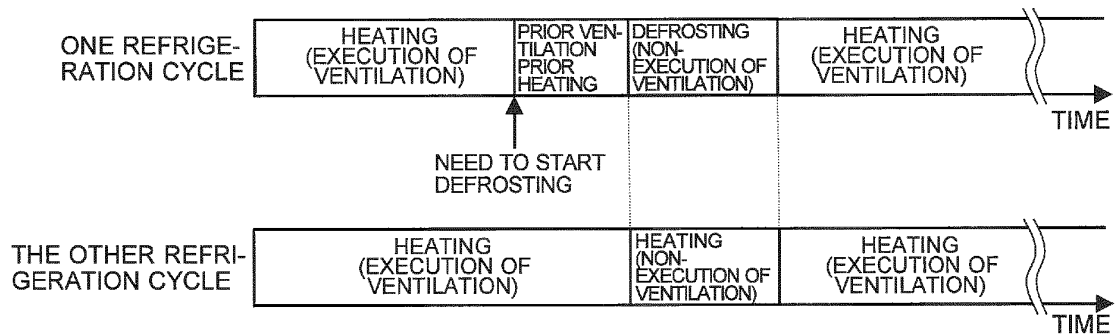 ONE REFRIGE-
RATION CYCLE
HEATING
(EXECUTION OF
VENTILATION)
PRIOR VEN-
TILATION
PRIOR
HEATING
DEFROSTING
(NON-
EXECUTION OF
VENTILATION)
HEATING
(EXECUTION OF
VENTILATION)
TIME
NEED TO START
DEFROSTING
THE OTHER REFRI-
GERATION CYCLE
HEATING
(EXECUTION OF
VENTILATION)
HEATING
(NON-
EXECUTION OF
VENTILATION)
HEATING
(EXECUTION OF
VENTILATION)
TIME